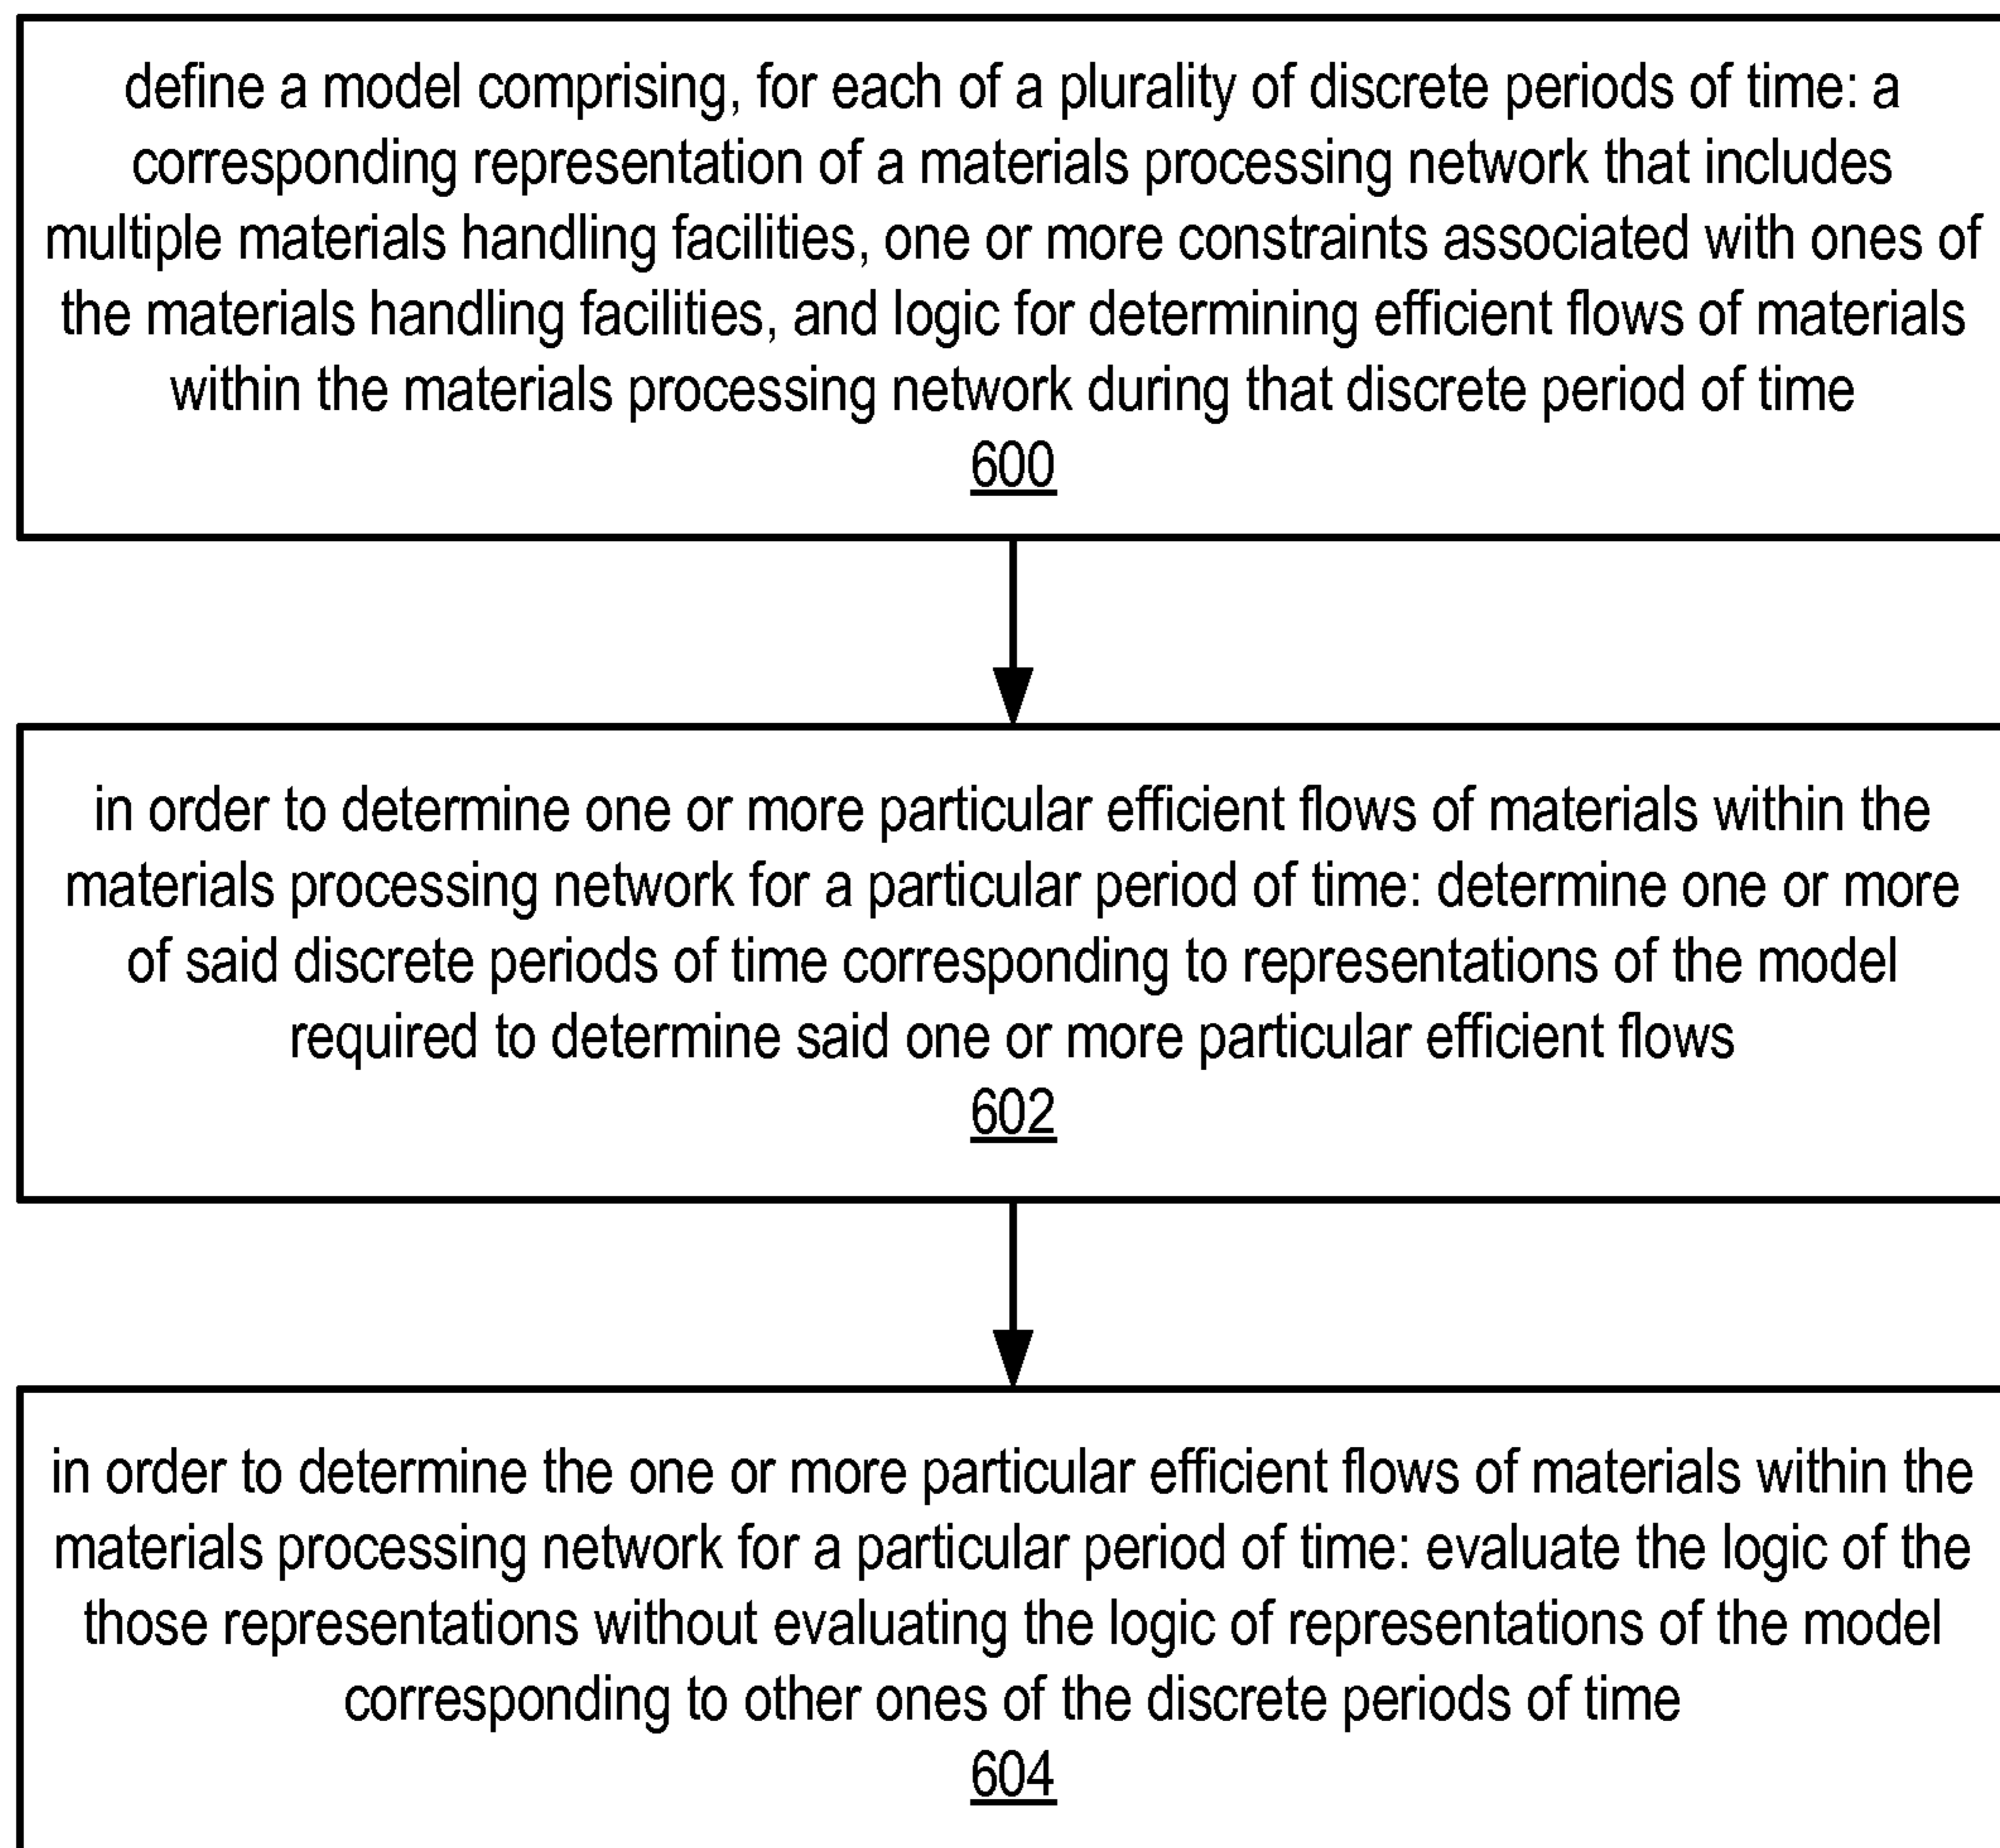 define a model comprising, for each of a plurality of discrete periods of time: a
corresponding representation of a materials processing network that includes
multiple materials handling facilities, one or more constraints associated with ones of
the materials handling facilities, and logic for determining efficient flows of materials
within the materials processing network during that discrete period of time
600
in order to determine one or more particular efficient flows of materials within the
materials processing network for a particular period of time: determine one or more
of said discrete periods of time corresponding to representations of the model
required to determine said one or more particular efficient flows
602
in order to determine the one or more particular efficient flows of materials within the
materials processing network for a particular period of time: evaluate the logic of the
those representations without evaluating the logic of representations of the model
corresponding to other ones of the discrete periods of time
604